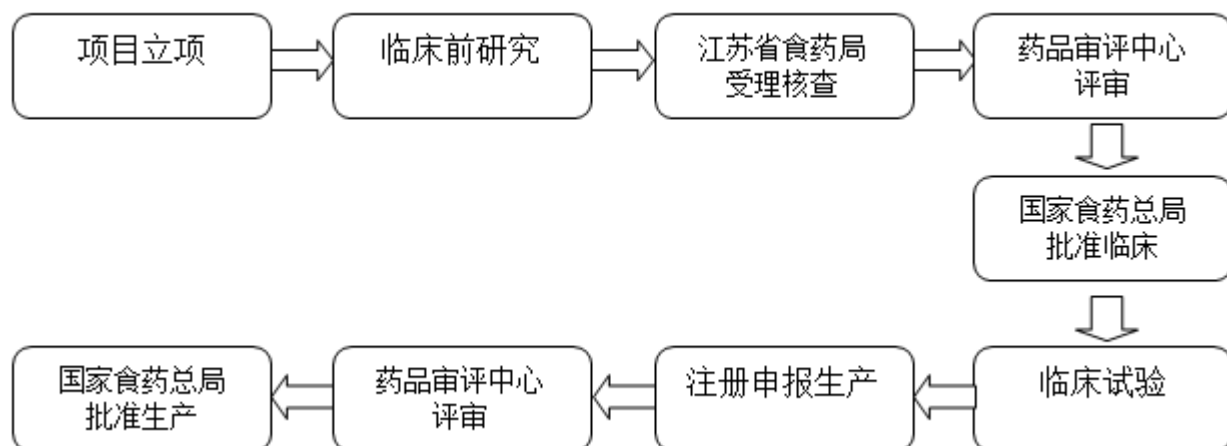 项目立项
临床前研究
江苏省食药局
受理核查
药品审评中心
评审
国家食药总局
批准临床
临床试验
注册申报生产
药品审评中心
评审
国家食药总局
批准生产